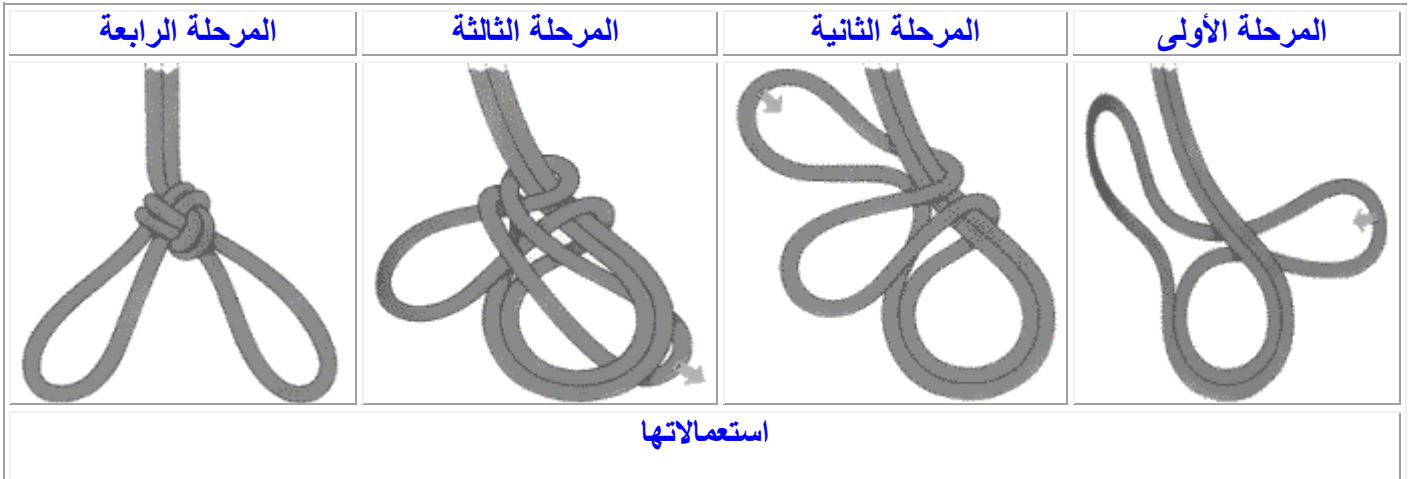 المرحلة الأولى
المرحلة الثانية
المرحلة الثالثة
المرحلة الرابعة
استعمالاتها